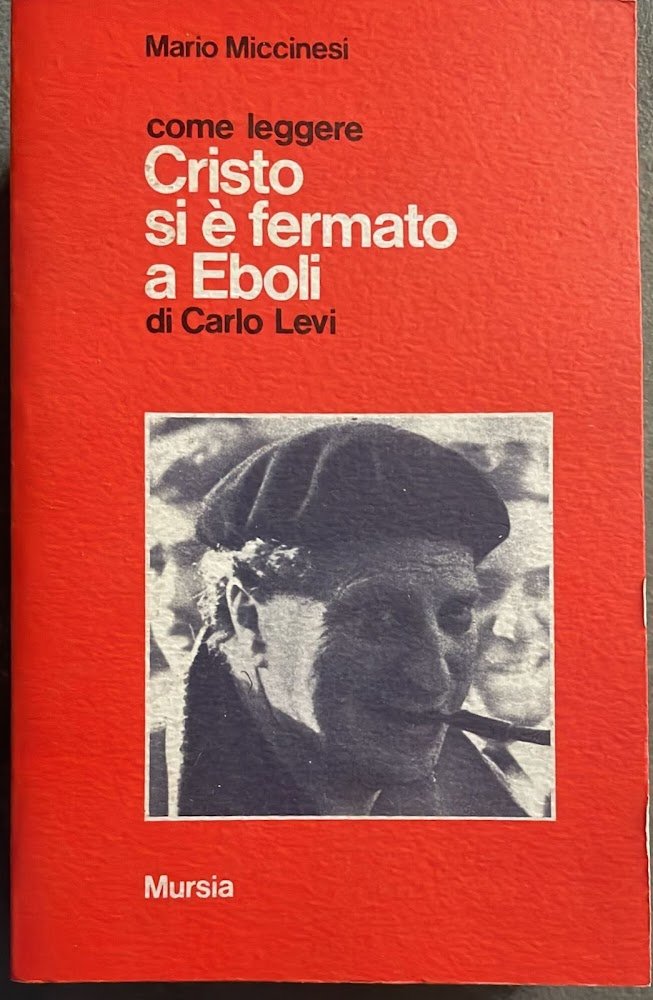 Mario Miccinesi
come leggere
Cristo
si è fermato
a Eboli
di Carlo Levi
Mursia